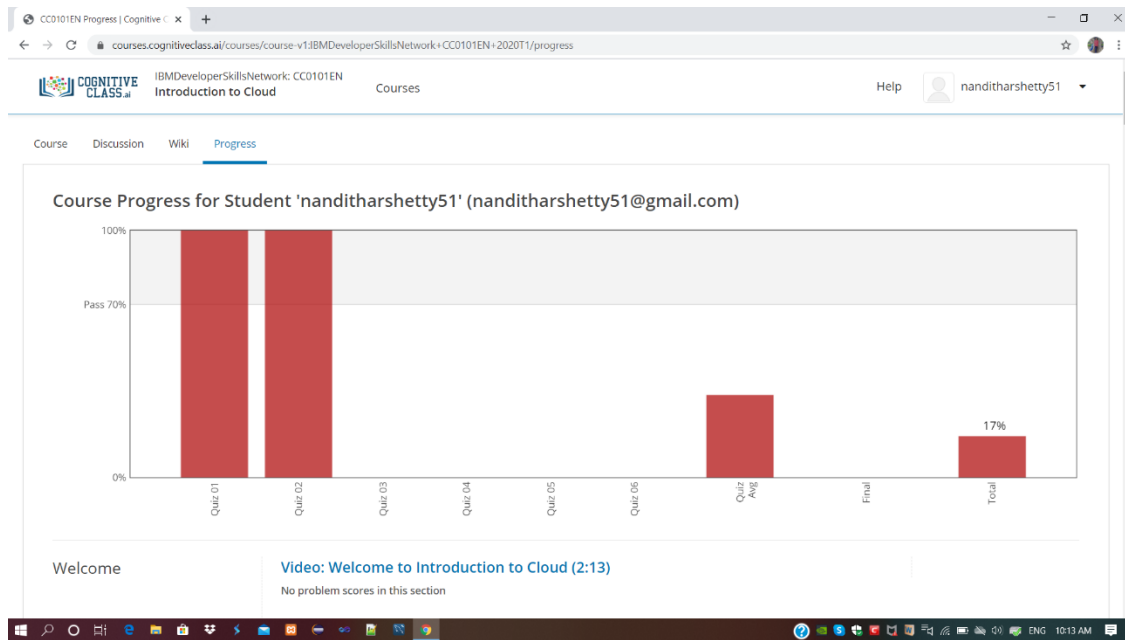 CC0101EN Progress | Cognitive C
courses.cognitiveclass.ai/courses/course-v1:IBMDeveloperSkillsNetwork+CC0101EN+2020T1/progress
COGNITIVE
CLASS.ai
IBMDeveloperSkillsNetwork: CC0101EN
Introduction to Cloud
Courses
Help
nanditharshetty51
Course Discussion Wiki Progress
Course Progress for Student 'nanditharshetty51' (nanditharshetty51@gmail.com)
100%
Pass 70%
17%
0%
Quiz 01
Quiz 02
Quiz 03
Quiz 04
Quiz 05
Quiz 06
Quiz
Avg
Final
Total
Welcome
Video: Welcome to Introduction to Cloud (2:13)
No problem scores in this section
ENG 10:13 AM